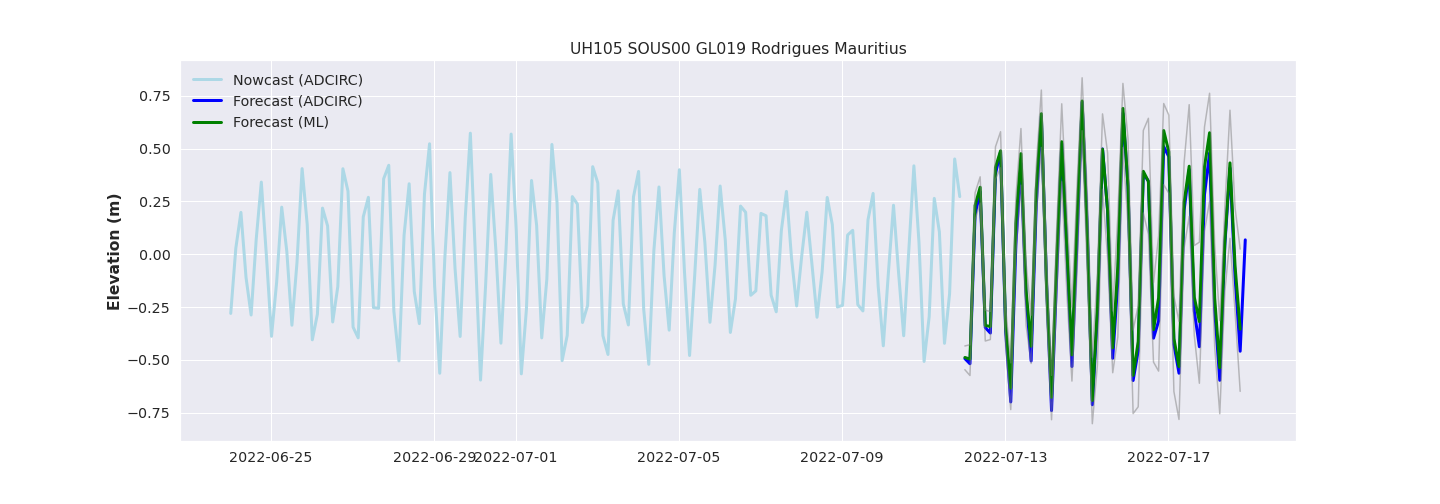 UH105 SOUS00 GL019 Rodrigues Mauritius
Nowcast (ADCIRC)
Forecast (ADCIRC)
Forecast (ML)
Elevation (m)
0.75
0.50
0.25
0.00
−0.25
−0.50
−0.75
2022-06-25 2022-06-29 2022-07-01 2022-07-05 2022-07-09 2022-07-13 2022-07-17